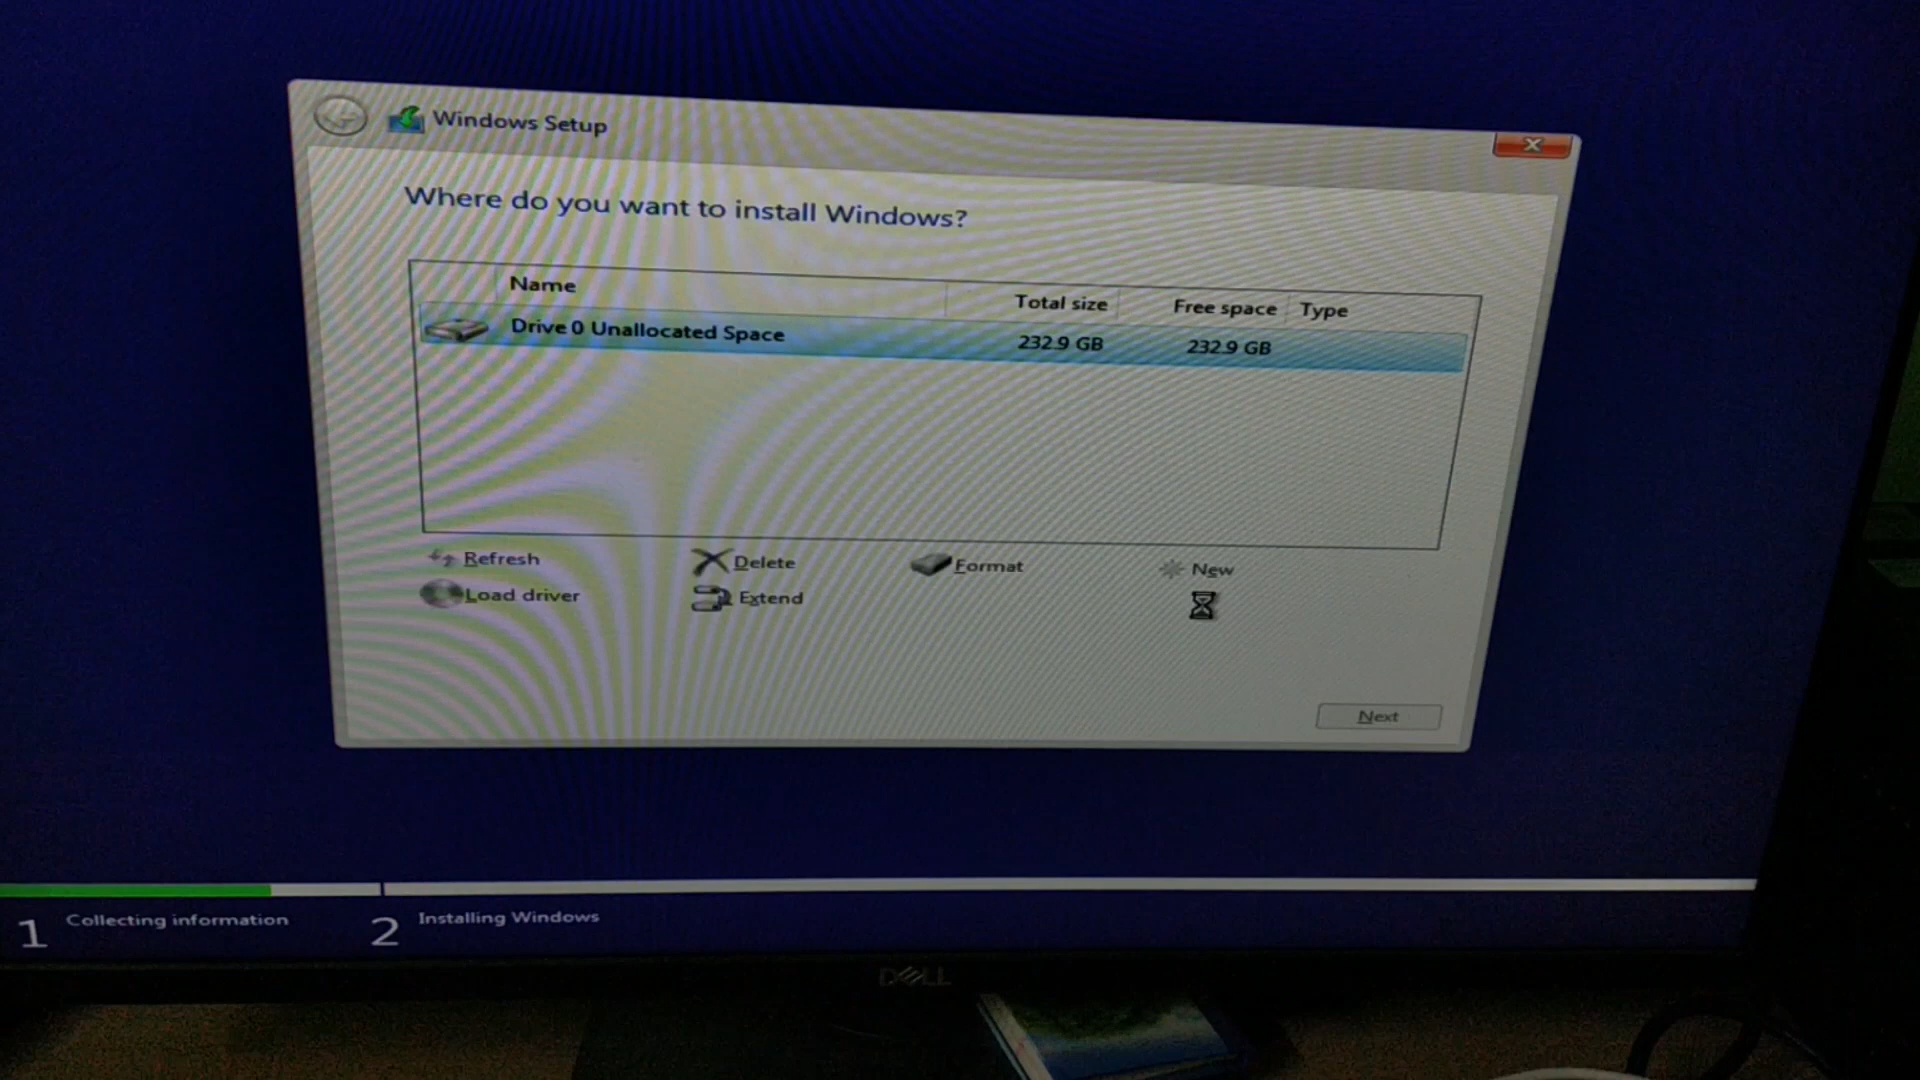 Windows Setup
Where do you want to install Windows?
Name Total size Free space Type
Drive 0 Unallocated Space 232.9 GB 232.9 GB
Refresh Delete Format New
Load driver Extend
Next
1 Collecting information 2 Installing Windows
DELL